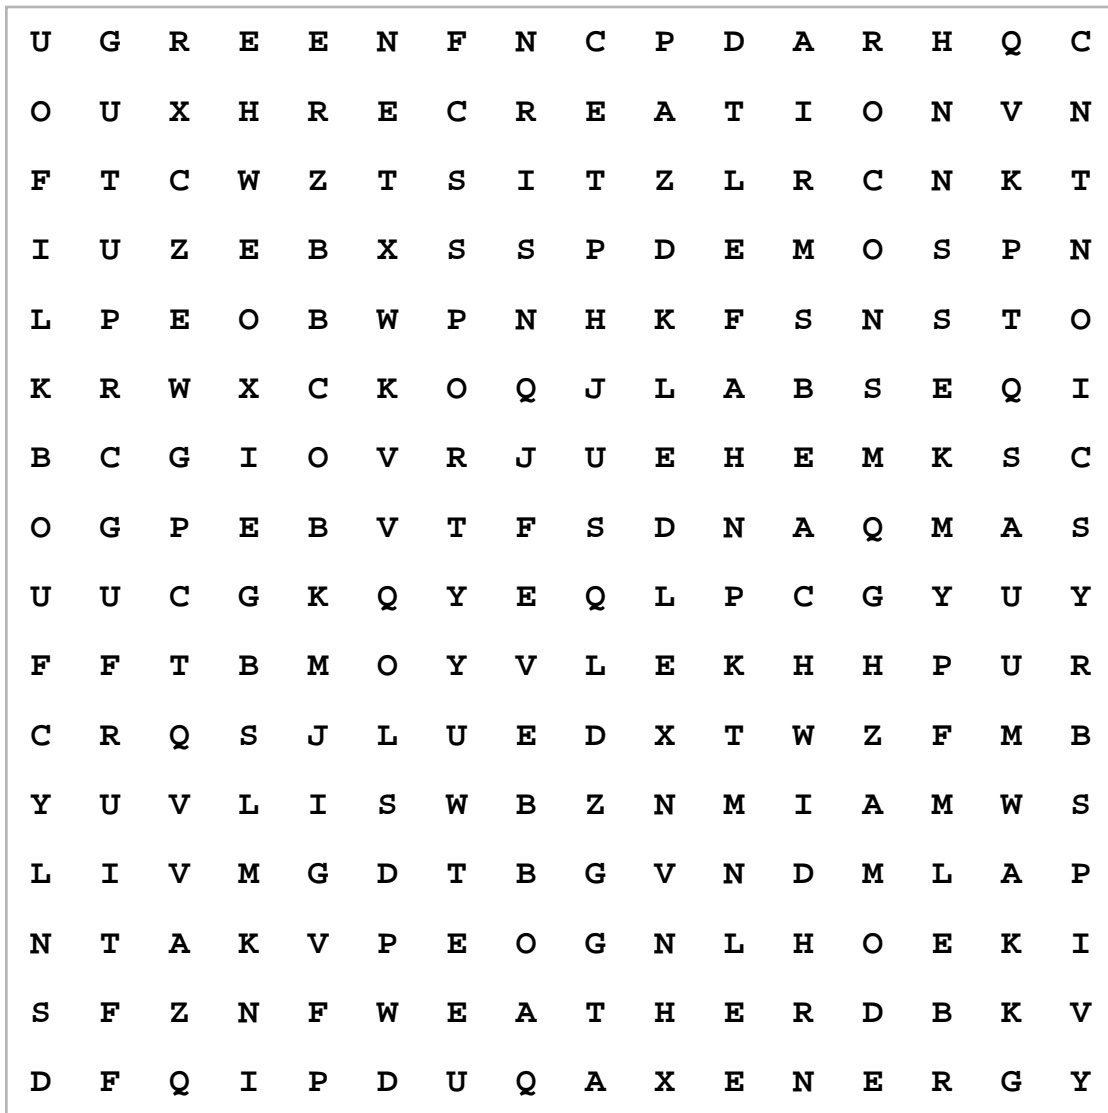 U G R E E N F N C P D A R H Q C
O U X H R E C R E A T I O N V N
F T C W Z T S I T Z L R C N K T
I U Z E B X S S P D E M O S P N
L P E O B W P N H K F S N S T O
K R W X C K O Q J L A B S E Q I
B C G I O V R J U E H E M K S C
O G P E B V T F S D N A Q M A S
U U C G K Q Y E Q L P C G Y U Y
F F T B M O Y V L E K H H P U R
C R Q S J L U E D X T W Z F M B
Y U V L I S W B Z N M I A M W S
L I V M G D T B G V N D M L A P
N T A K V P E O G N L H O E K I
S F Z N F W E A T H E R D B K V
D F Q I P D U Q A X E N E R G Y